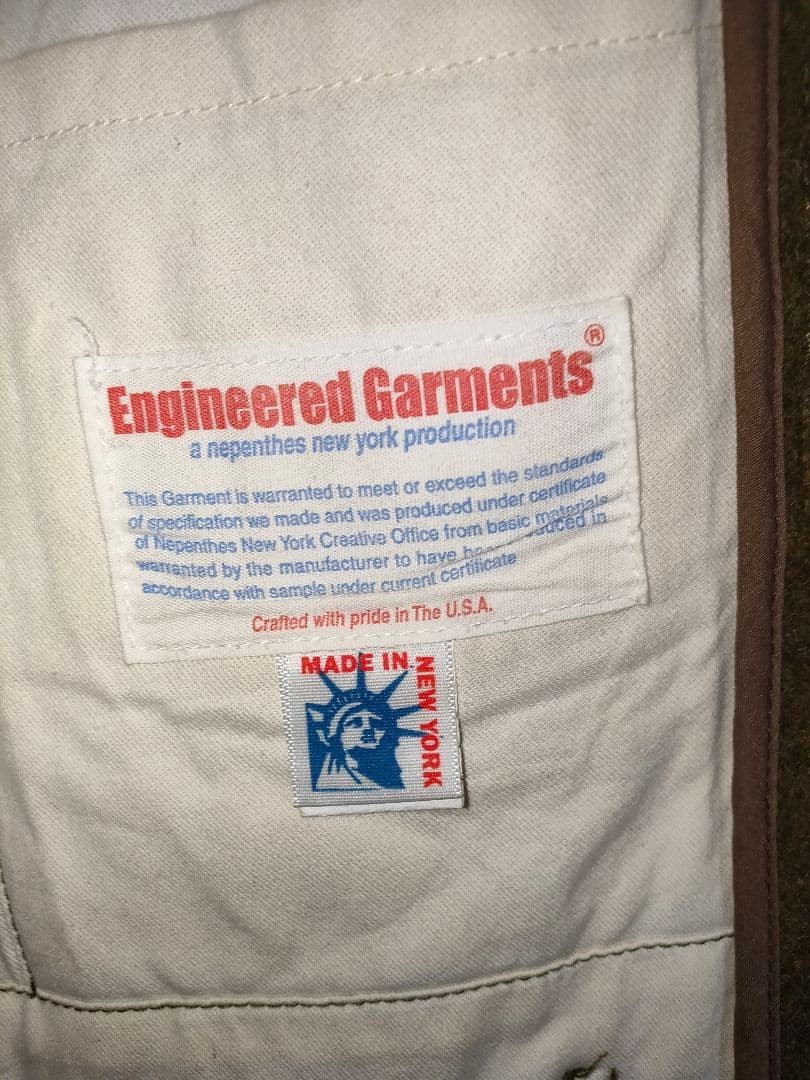 Engineered Garments®
a nepenthes new york production
This Garment is warranted to meet or exceed the standards
of specification we made and was produced under certificate
of Nepenthes New York Creative Office from basic materials
warranted by the manufacturer to have
accordance with sample under current certificate
Crafted with pride in The U.S.A.
MADE IN
NEW YORK